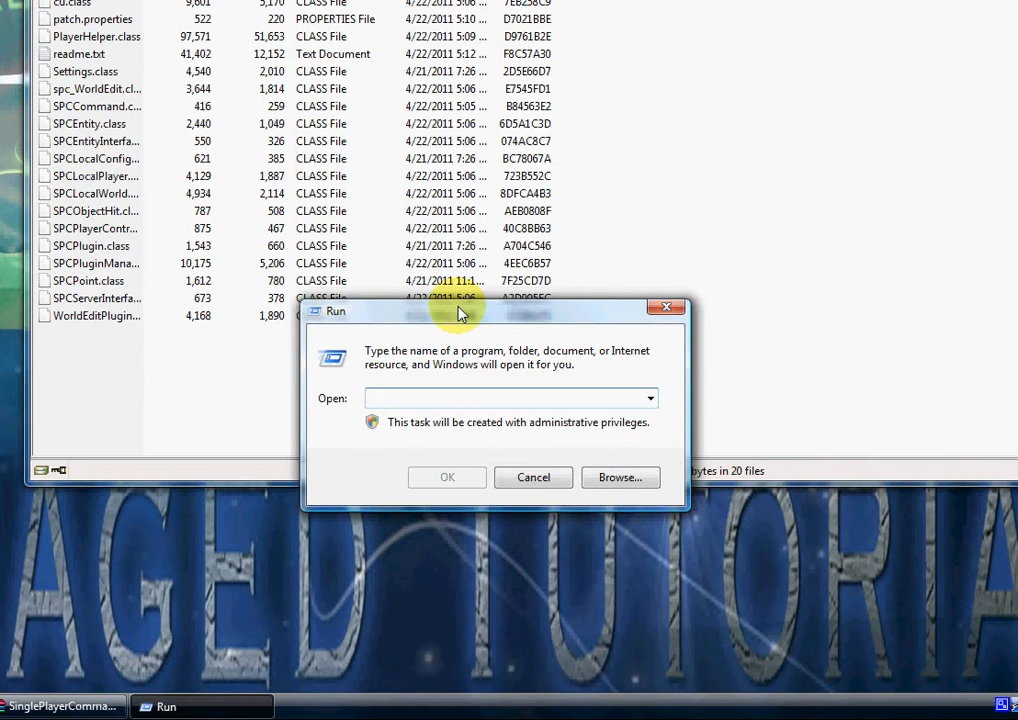 cu.class 9,601 5,170 CLASS File 4/22/2011 5:06 ... 7EB258C9
patch.properties 522 220 PROPERTIES File 4/22/2011 5:10 ... D7021BBE
PlayerHelper.class 97,571 51,653 CLASS File 4/22/2011 5:09 ... D9761B2E
readme.txt 41,402 12,152 Text Document 4/22/2011 5:12 ... F8C57A30
Settings.class 4,540 2,010 CLASS File 4/21/2011 7:26 ... 2D5E66D7
spc_WorldEdit.cl... 3,644 1,814 CLASS File 4/22/2011 5:06 ... E7545FD1
SPCCommand.c... 416 259 CLASS File 4/22/2011 5:05 ... B84563E2
SPCEntity.class 2,440 1,049 CLASS File 4/22/2011 5:06 ... 6D5A1C3D
SPCEntityInterfa... 550 326 CLASS File 4/22/2011 5:06 ... 074AC8C7
SPCLocalConfig... 621 385 CLASS File 4/21/2011 7:26 ... BC78067A
SPCLocalPlayer.... 4,129 1,887 CLASS File 4/22/2011 5:06 ... 723B552C
SPCLocalWorld.... 4,934 2,114 CLASS File 4/22/2011 5:06 ... 8DFCA4B3
SPCObjectHit.cl... 787 508 CLASS File 4/22/2011 5:06 ... AEB0808F
SPCPlayerContr... 875 467 CLASS File 4/22/2011 5:06 ... 40C8BB63
SPCPlugin.class 1,543 660 CLASS File 4/21/2011 7:26 ... A704C546
SPCPluginMana... 10,175 5,206 CLASS File 4/22/2011 5:06 ... 4EEC6B57
SPCPoint.class 1,612 780 CLASS File 4/21/2011 11:1... 7F25CD7D
SPCServerInterfa... 673 378 CLASS File 4/22/2011 5:06
WorldEditPlugin... 4,168 1,890
Run
Type the name of a program, folder, document, or Internet
resource, and Windows will open it for you.
Open:
This task will be created with administrative privileges.
OK Cancel Browse...
bytes in 20 files
AGED TUTORIA
SinglePlayerComma... Run